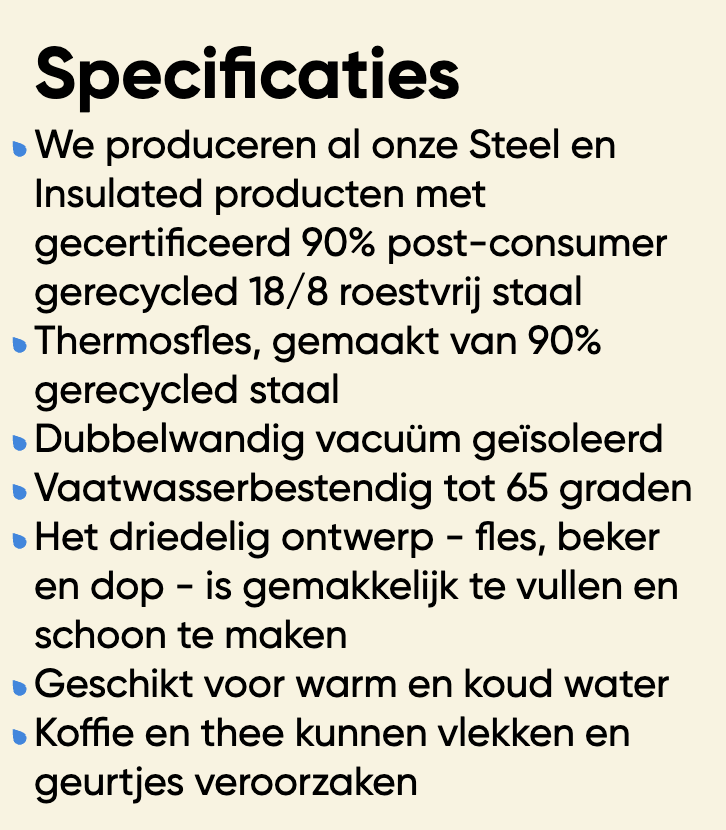 Specificaties
We produceren al onze Steel en
Insulated producten met
gecertificeerd 90% post-consumer
gerecycled 18/8 roestvrij staal
Thermosfles, gemaakt van 90%
gerecycled staal
Dubbelwandig vacuüm geïsoleerd
Vaatwasserbestendig tot 65 graden
Het driedelig ontwerp - fles, beker
en dop - is gemakkelijk te vullen en
schoon te maken
Geschikt voor warm en koud water
Koffie en thee kunnen vlekken en
geurtjes veroorzaken